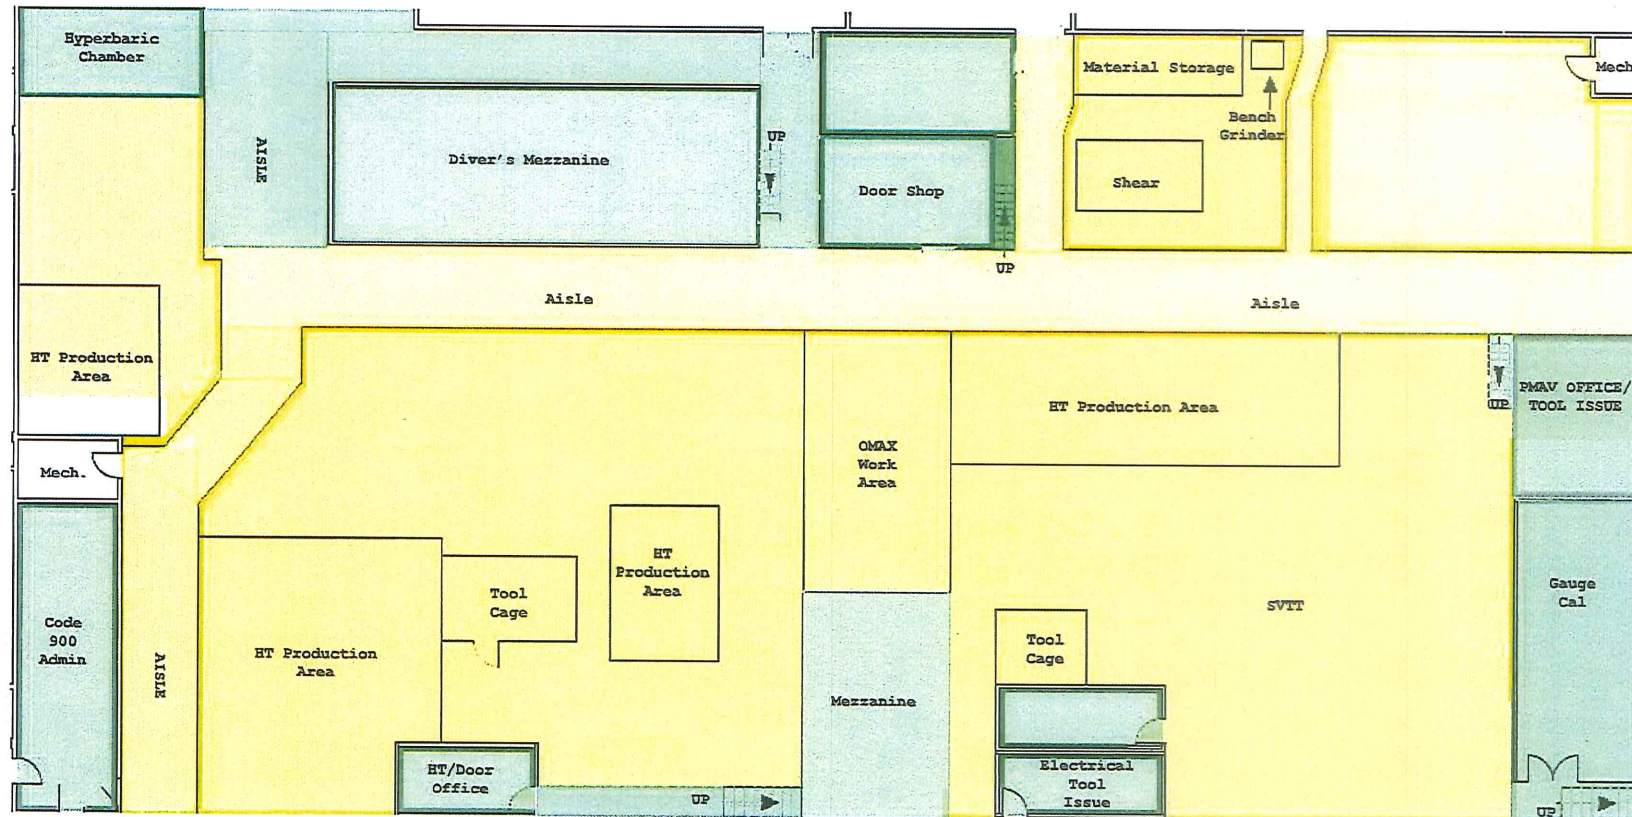 Hyperbaric
Chamber
AISLE
Diver's Mezzanine
UP
Door Shop
UP
Material Storage
Bench
Grinder
Shear
Mech
Aisle
Aisle
HT Production
Area
Mech.
Code
900
Admin
AISLE
HT Production
Area
Tool
Cage
HT
Production
Area
HT/Door
Office
UP
OMAX
Work
Area
Mezzanine
HT Production Area
SVTT
Tool
Cage
Electrical
Tool
Issue
UP
PMAV OFFICE/
TOOL ISSUE
Gauge
Cal
UP